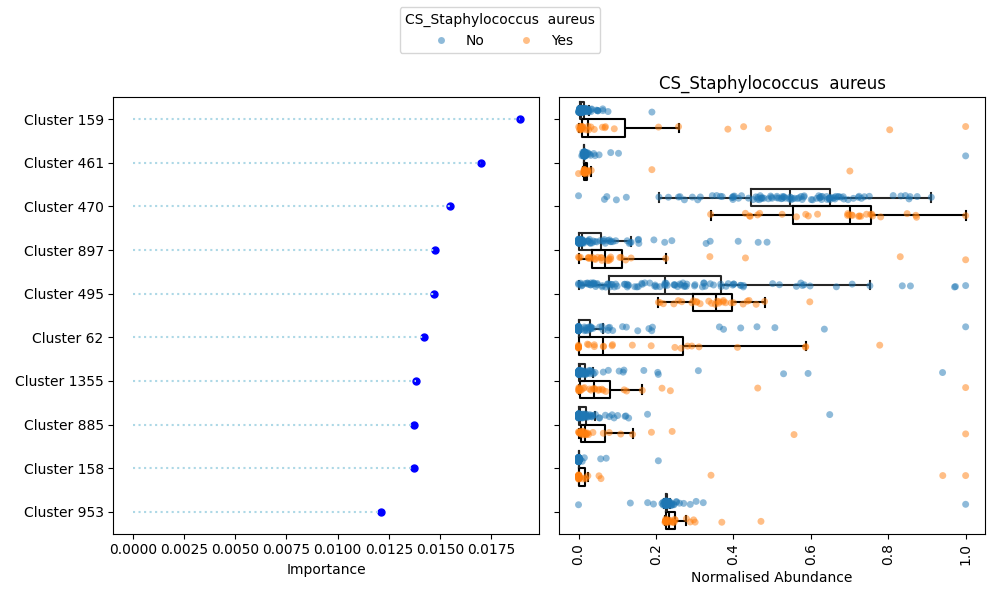 CS_Staphylococcus  aureus
No Yes
CS_Staphylococcus  aureus
Cluster 159
Cluster 461
Cluster 470
Cluster 897
Cluster 495
Cluster 62
Cluster 1355
Cluster 885
Cluster 158
Cluster 953
0.0000 0.0025 0.0050 0.0075 0.0100 0.0125 0.0150 0.0175
Importance
0.0 0.2 0.4 0.6 0.8 1.0
Normalised Abundance